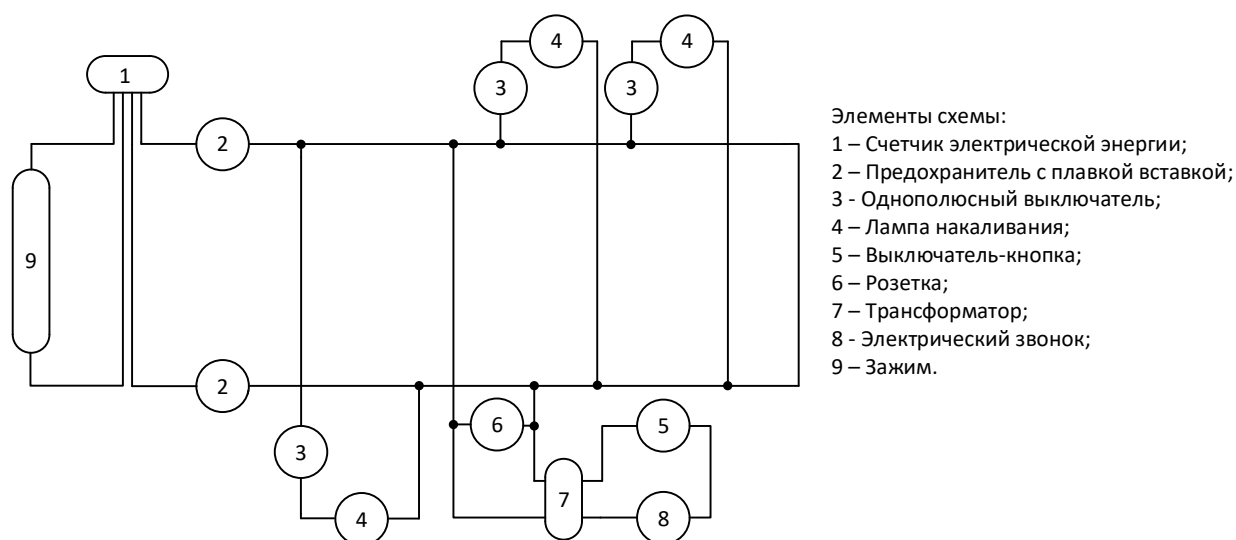 4
4
1
3
3
2
9
2
6
5
3
7
4
8
Элементы схемы:
1 – Счетчик электрической энергии;
2 – Предохранитель с плавкой вставкой;
3 - Однополюсный выключатель;
4 – Лампа накаливания;
5 – Выключатель-кнопка;
6 – Розетка;
7 – Трансформатор;
8 - Электрический звонок;
9 – Зажим.